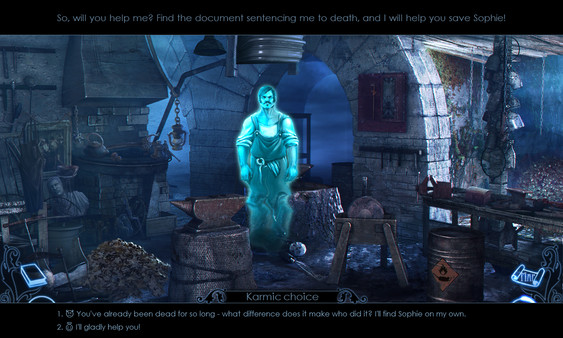 So, will you help me? Find the document sentencing me to death, and I will help you save Sophie!
Karmic choice
1. You've already been dead for so long - what difference does it make who did it? I'll find Sophie on my own.
2. I'll gladly help you!